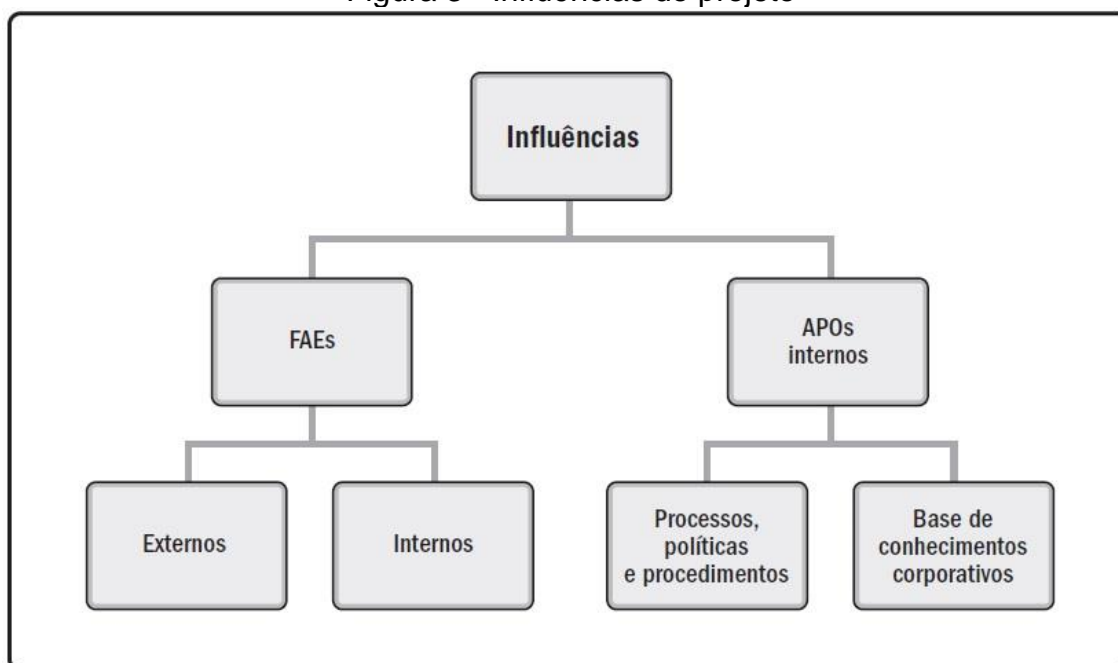 Influências
FAEs
APOs
internos
Externos
Internos
Processos,
políticas
e procedimentos
Base de
conhecimentos
corporativos